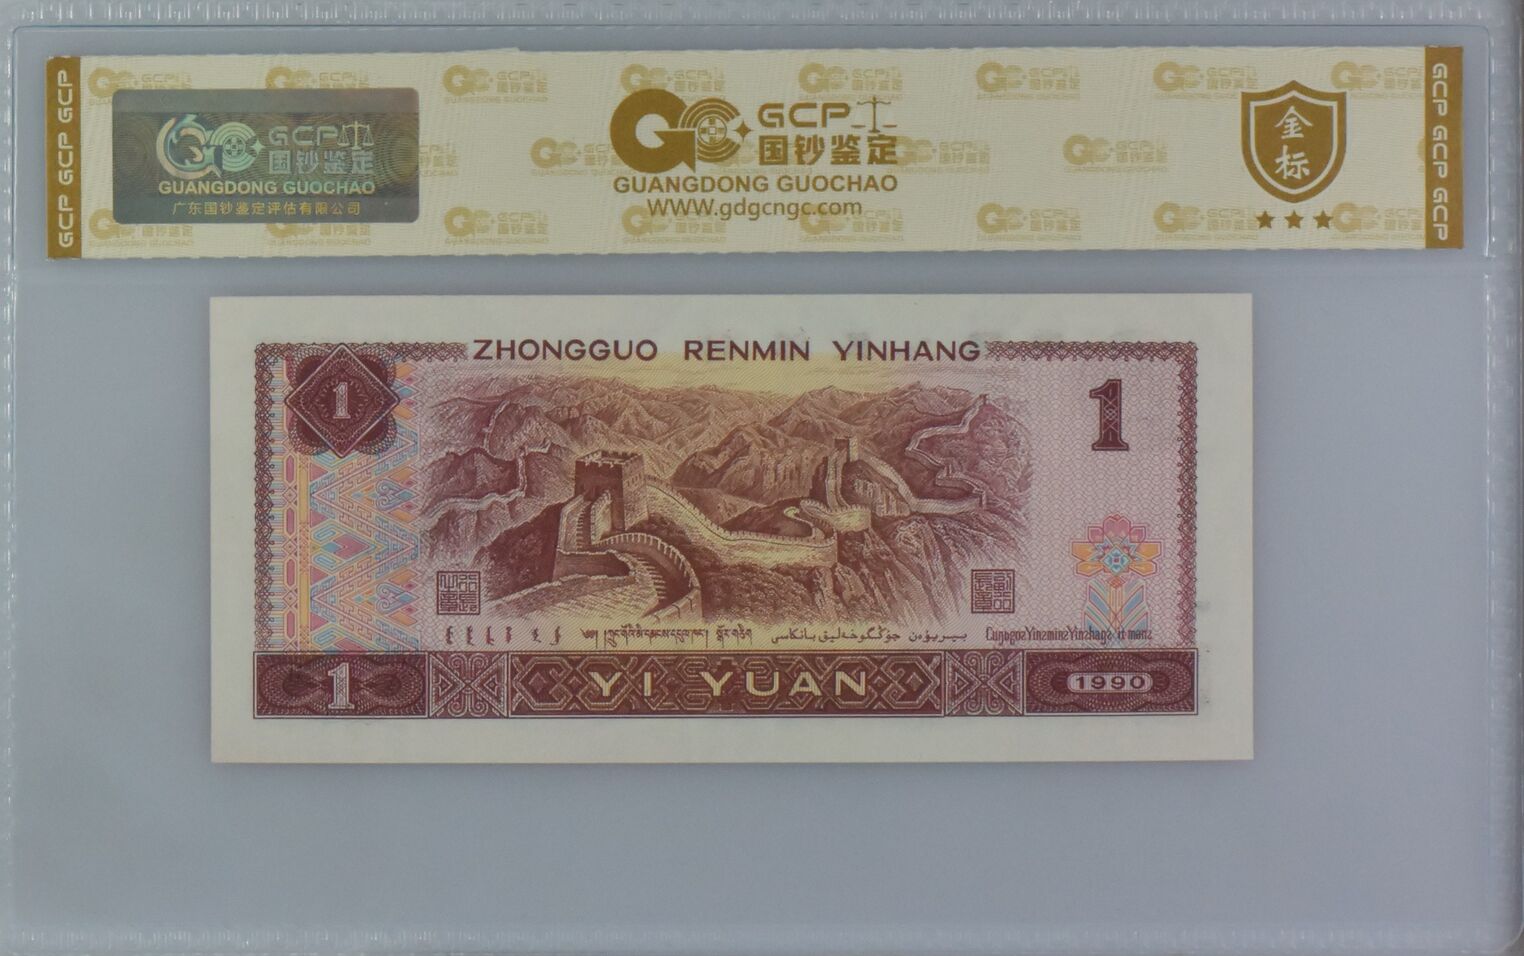 GCP GCP GCP
GCP
国钞鉴定
GUANGDONG GUOCHAO
广东国钞鉴定评估有限公司
GCP
国钞鉴定
GUANGDONG GUOCHAO
WWW.gdgcngc.com
金标
GCP GCP GCP
ZHONGGUO RENMIN YINHANG
1
1
YI YUAN
1
1990